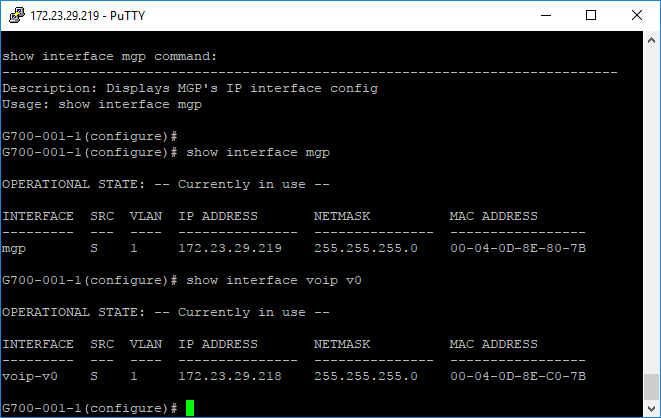 172.23.29.219 - PuTTY
show interface mgp command:
-----------------------------------------------------------------------------
Description: Displays MGP's IP interface config
Usage: show interface mgp
G700-001-1(configure)#
G700-001-1(configure)# show interface mgp
OPERATIONAL STATE: -- Currently in use --
INTERFACE  SRC  VLAN  IP ADDRESS       NETMASK          MAC ADDRESS
---------  ---  ----  ---------------  ---------------  -----------------
mgp        S    1     172.23.29.219    255.255.255.0    00-04-0D-8E-80-7B
G700-001-1(configure)# show interface voip v0
OPERATIONAL STATE: -- Currently in use --
INTERFACE  SRC  VLAN  IP ADDRESS       NETMASK          MAC ADDRESS
---------  ---  ----  ---------------  ---------------  -----------------
voip-v0    S    1     172.23.29.218    255.255.255.0    00-04-0D-8E-C0-7B
G700-001-1(configure)#